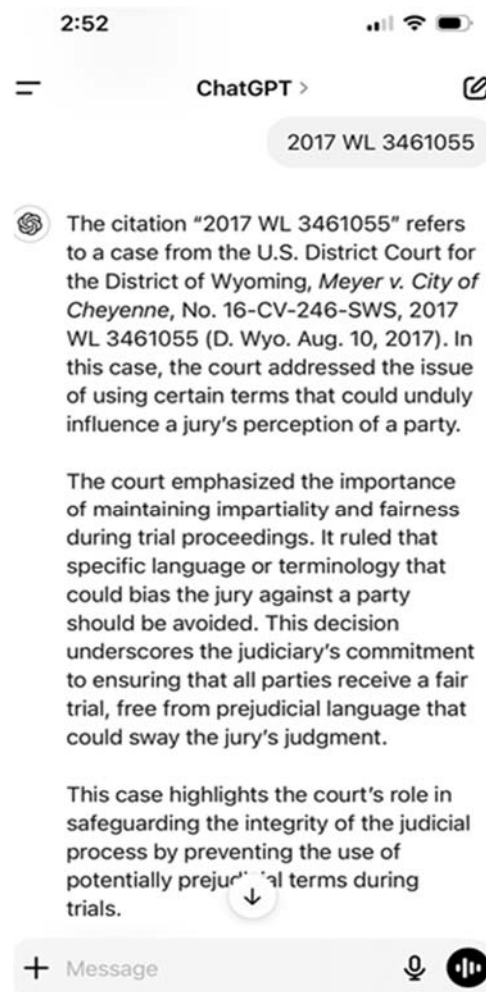 2:52
ChatGPT >
2017 WL 3461055
The citation “2017 WL 3461055” refers
to a case from the U.S. District Court for
the District of Wyoming, Meyer v. City of
Cheyenne, No. 16-CV-246-SWS, 2017
WL 3461055 (D. Wyo. Aug. 10, 2017). In
this case, the court addressed the issue
of using certain terms that could unduly
influence a jury’s perception of a party.
The court emphasized the importance
of maintaining impartiality and fairness
during trial proceedings. It ruled that
specific language or terminology that
could bias the jury against a party
should be avoided. This decision
underscores the judiciary’s commitment
to ensuring that all parties receive a fair
trial, free from prejudicial language that
could sway the jury’s judgment.
This case highlights the court’s role in
safeguarding the integrity of the judicial
process by preventing the use of
potentially terms during
trials.
Message